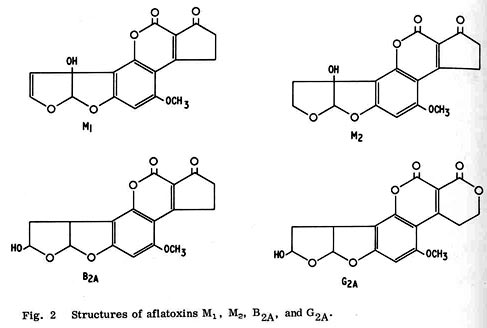 O O
O
OH
OCH₃
O O
M₁
O O
O
OH
OCH₃
O O
M₂
O O
O
OCH₃
HO O O
B₂A
O O
O O
OCH₃
HO O O
G₂A
Fig. 2 Structures of aflatoxins M₁, M₂, B₂A, and G₂A.